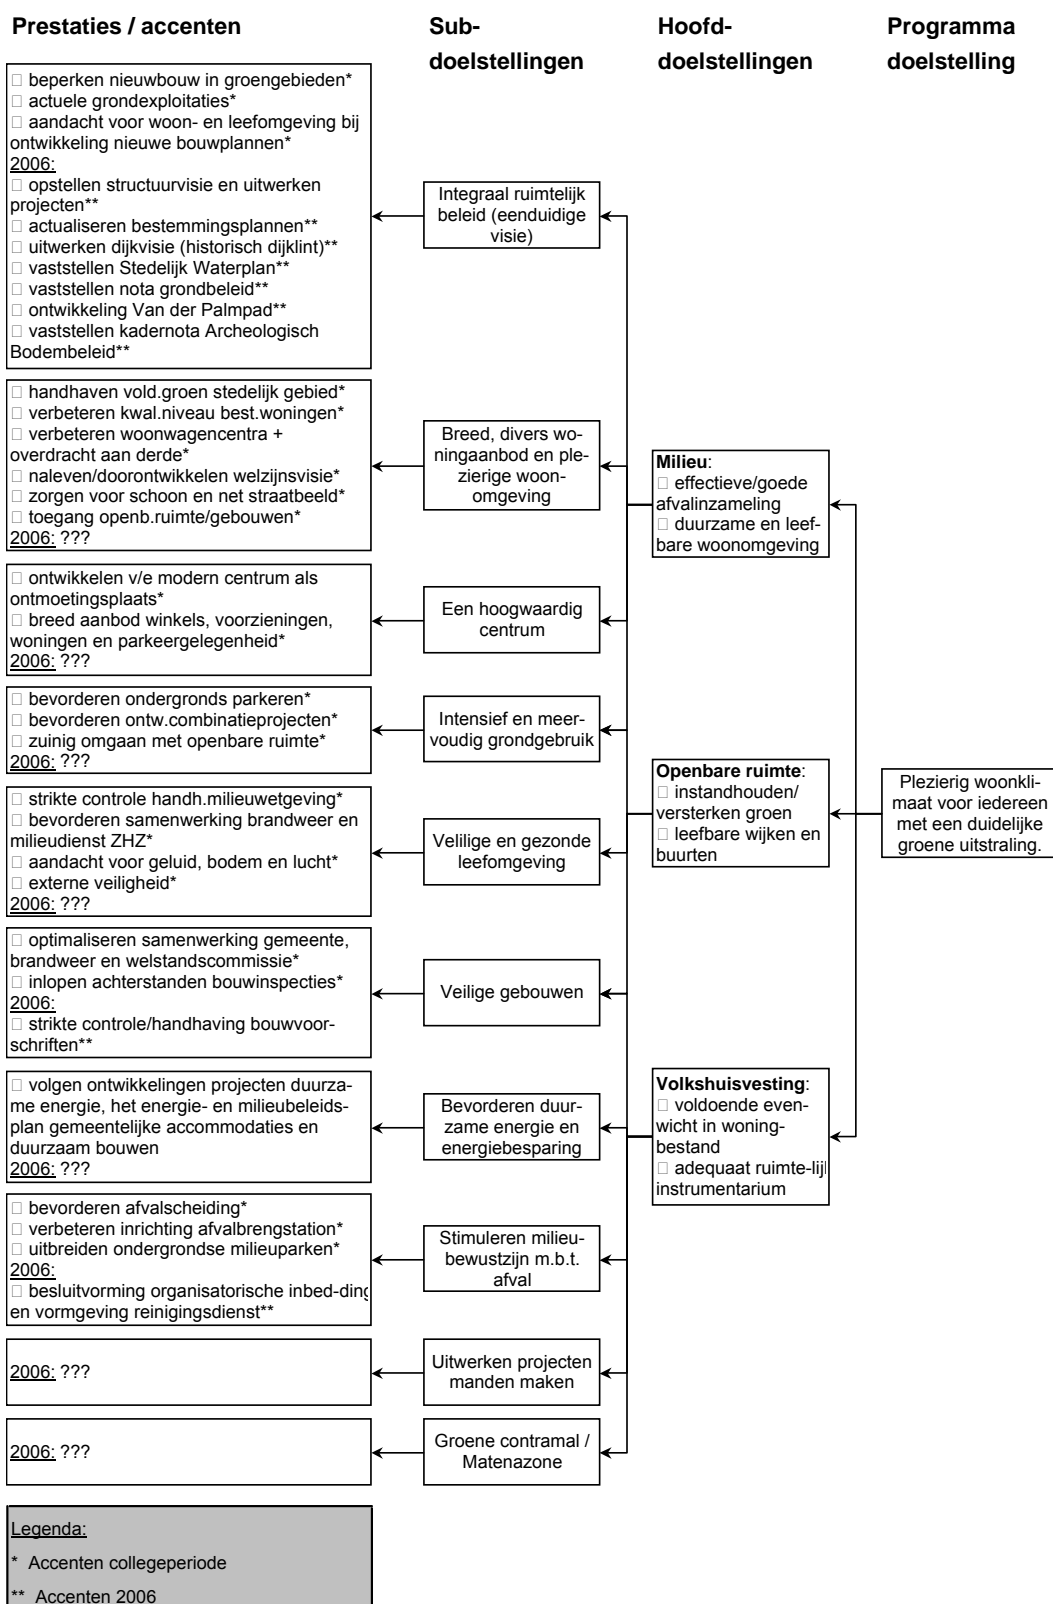 Prestaties / accenten
Sub-
doelstellingen
Hoofd-
doelstellingen
Programma
doelstelling
□ beperken nieuwbouw in groengebieden*
□ actuele grondexploitaties*
□ aandacht voor woon- en leefomgeving bij
ontwikkeling nieuwe bouwplannen*
2006:
□ opstellen structuurvisie en uitwerken
projecten**
□ actualiseren bestemmingsplannen**
□ uitwerken dijkvisie (historisch dijklint)**
□ vaststellen Stedelijk Waterplan**
□ vaststellen nota grondbeleid**
□ ontwikkeling Van der Palmpad**
□ vaststellen kadernota Archeologisch
Bodembeleid**
Integraal ruimtelijk
beleid (eenduidige
visie)
□ handhaven vold.groen stedelijk gebied*
□ verbeteren kwal.niveau best.woningen*
□ verbeteren woonwagencentra +
overdracht aan derde*
□ naleven/doorontwikkelen welzijnsvisie*
□ zorgen voor schoon en net straatbeeld*
□ toegang openb.ruimte/gebouwen*
2006: ???
Breed, divers wo-
ningaanbod en ple-
zierige woon-
omgeving
Milieu:
□ effectieve/goede
afvalinzameling
□ duurzame en leef-
bare woonomgeving
□ ontwikkelen v/e modern centrum als
ontmoetingsplaats*
□ breed aanbod winkels, voorzieningen,
woningen en parkeergelegenheid*
2006: ???
Een hoogwaardig
centrum
□ bevorderen ondergronds parkeren*
□ bevorderen ontw.combinatieprojecten*
□ zuinig omgaan met openbare ruimte*
2006: ???
Intensief en meer-
voudig grondgebruik
Openbare ruimte:
□ instandhouden/
versterken groen
□ leefbare wijken en
buurten
Plezierig woonkli-
maat voor iedereen
met een duidelijke
groene uitstraling.
□ strikte controle handh.milieuwetgeving*
□ bevorderen samenwerking brandweer en
milieudienst ZHZ*
□ aandacht voor geluid, bodem en lucht*
□ externe veiligheid*
2006: ???
Velilige en gezonde
leefomgeving
□ optimaliseren samenwerking gemeente,
brandweer en welstandscommissie*
□ inlopen achterstanden bouwinspecties*
2006:
□ strikte controle/handhaving bouwvoor-
schriften**
Veilige gebouwen
□ volgen ontwikkelingen projecten duurza-
me energie, het energie- en milieubeleids-
plan gemeentelijke accommodaties en
duurzaam bouwen
2006: ???
Bevorderen duur-
zame energie en
energiebesparing
Volkshuisvesting:
□ voldoende even-
wicht in woning-
bestand
□ adequaat ruimte-lij
instrumentarium
□ bevorderen afvalscheiding*
□ verbeteren inrichting afvalbrengstation*
□ uitbreiden ondergrondse milieuparken*
2006:
□ besluitvorming organisatorische inbed-ding
en vormgeving reinigingsdienst**
Stimuleren milieu-
bewustzijn m.b.t.
afval
2006: ???
Uitwerken projecten
manden maken
2006: ???
Groene contramal /
Matenazone
Legenda:
* Accenten collegeperiode
** Accenten 2006